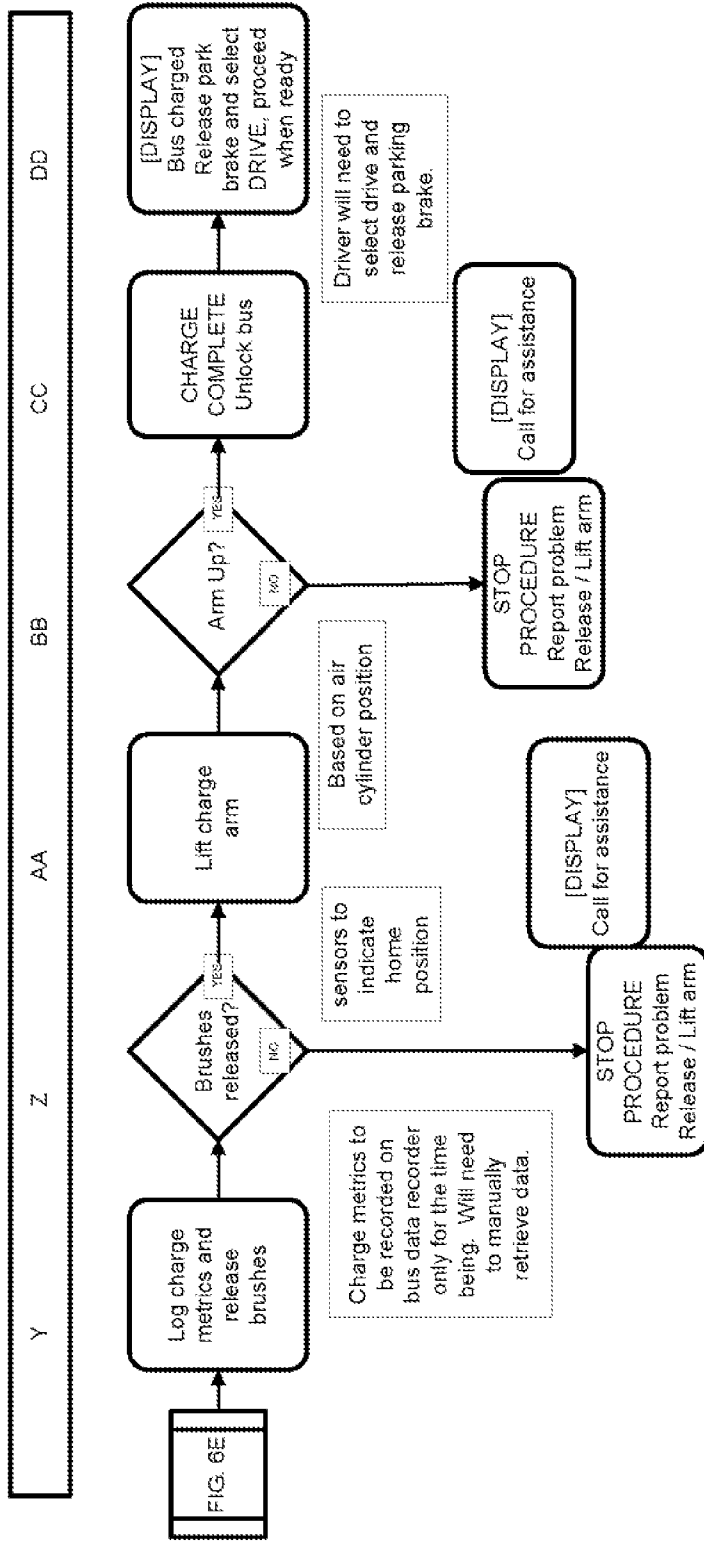 Y Z AA BB CC DD
FIG. 6E
Log charge
metrics and
release
brushes
Brushes
released?
YES
NO
Lift charge
arm
Arm Up?
YES
NO
CHARGE
COMPLETE
Unlock bus
[DISPLAY]
Bus charged
Release park
brake and select
DRIVE, proceed
when ready
Charge metrics to
be recorded on
bus data recorder
only for the time
being. Will need
to manually
retrieve data.
sensors to
indicate
home
position
Based on air
cylinder position
Driver will need to
select drive and
release parking
brake.
STOP
PROCEDURE
Report problem
Release / Lift arm
[DISPLAY]
Call for assistance
STOP
PROCEDURE
Report problem
Release / Lift arm
[DISPLAY]
Call for assistance